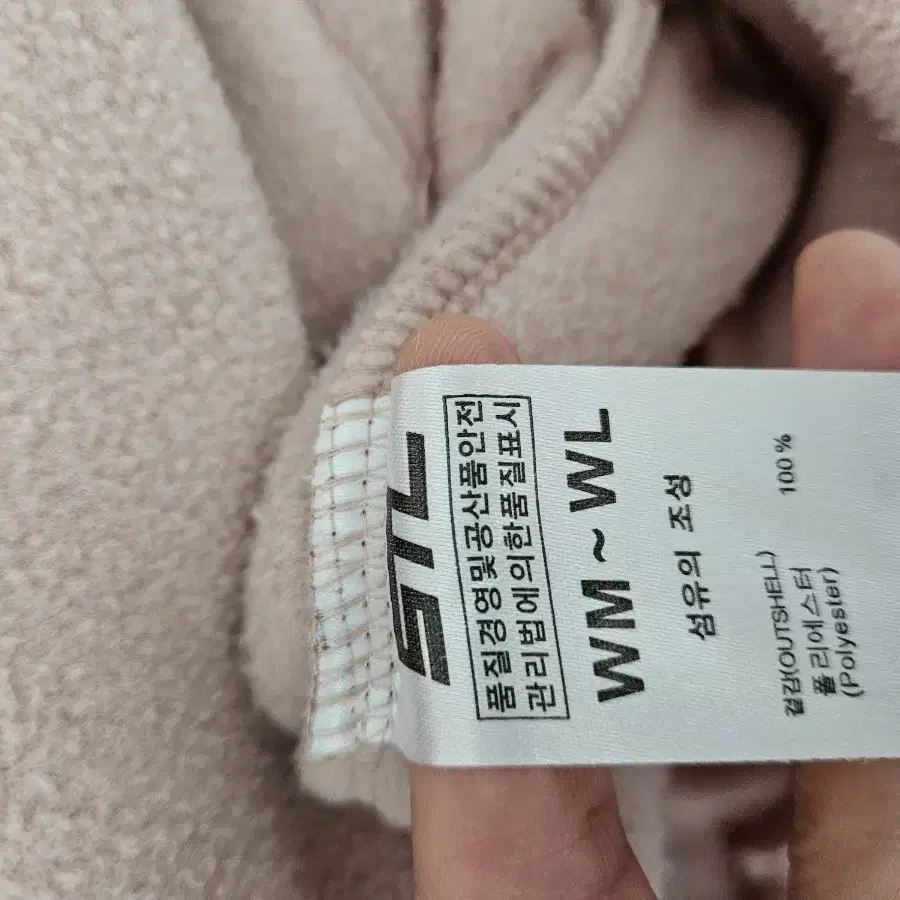 STL
품질경영및공산품안전
관리법에의한품질표시
WM~WL
섬유의 조성
겉감(OUTSHELL)
폴리에스터 100%
(Polyester)